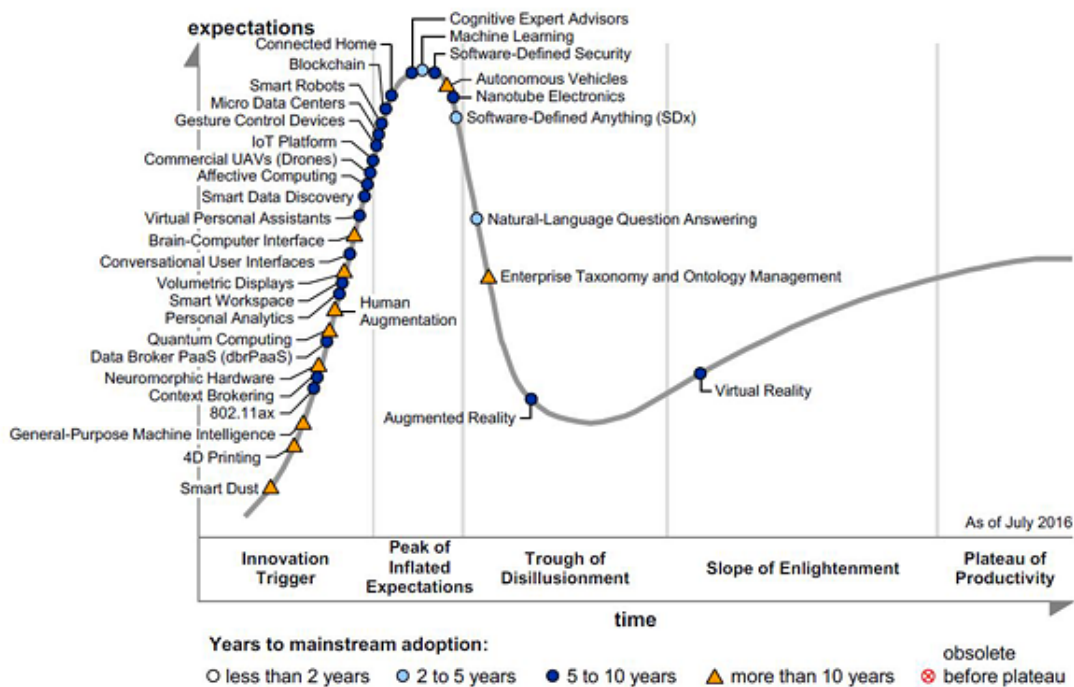 expectations
Cognitive Expert Advisors
Machine Learning
Software-Defined Security
Connected Home
Blockchain
Smart Robots
Micro Data Centers
Gesture Control Devices
IoT Platform
Commercial UAVs (Drones)
Affective Computing
Smart Data Discovery
Virtual Personal Assistants
Brain-Computer Interface
Conversational User Interfaces
Volumetric Displays
Smart Workspace
Personal Analytics
Quantum Computing
Data Broker PaaS (dbrPaaS)
Neuromorphic Hardware
Context Brokering
802.11ax
General-Purpose Machine Intelligence
4D Printing
Smart Dust
Human
Augmentation
Autonomous Vehicles
Nanotube Electronics
Software-Defined Anything (SDx)
Natural-Language Question Answering
Enterprise Taxonomy and Ontology Management
Augmented Reality
Virtual Reality
As of July 2016
Innovation
Trigger
Peak of
Inflated
Expectations
Trough of
Disillusionment
Slope of Enlightenment
Plateau of
Productivity
time
Years to mainstream adoption:
less than 2 years
2 to 5 years
5 to 10 years
more than 10 years
obsolete
before plateau